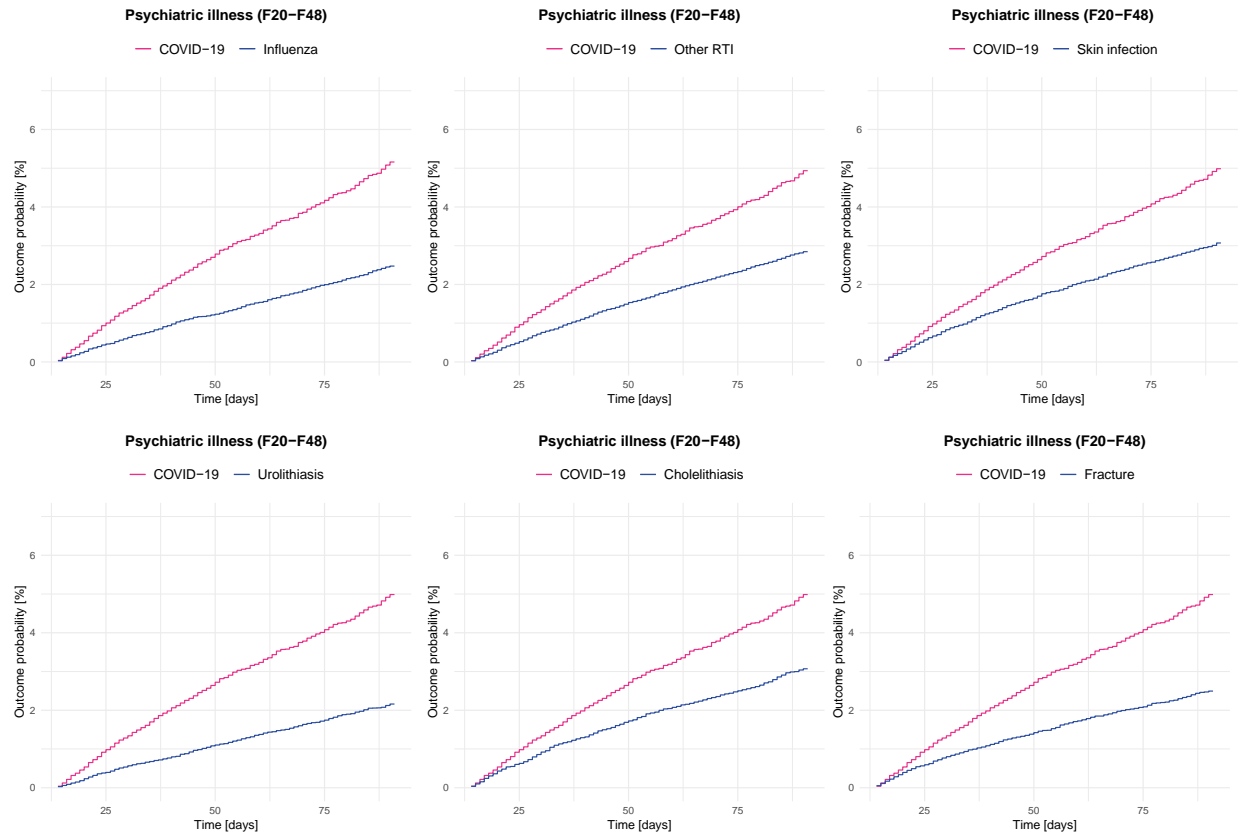 Psychiatric illness (F20−F48)
COVID−19 Influenza
Outcome probability [%]
6
4
2
0
25 50 75
Time [days]
Psychiatric illness (F20−F48)
COVID−19 Other RTI
Outcome probability [%]
6
4
2
0
25 50 75
Time [days]
Psychiatric illness (F20−F48)
COVID−19 Skin infection
Outcome probability [%]
6
4
2
0
25 50 75
Time [days]
Psychiatric illness (F20−F48)
COVID−19 Urolithiasis
Outcome probability [%]
6
4
2
0
25 50 75
Time [days]
Psychiatric illness (F20−F48)
COVID−19 Cholelithiasis
Outcome probability [%]
6
4
2
0
25 50 75
Time [days]
Psychiatric illness (F20−F48)
COVID−19 Fracture
Outcome probability [%]
6
4
2
0
25 50 75
Time [days]